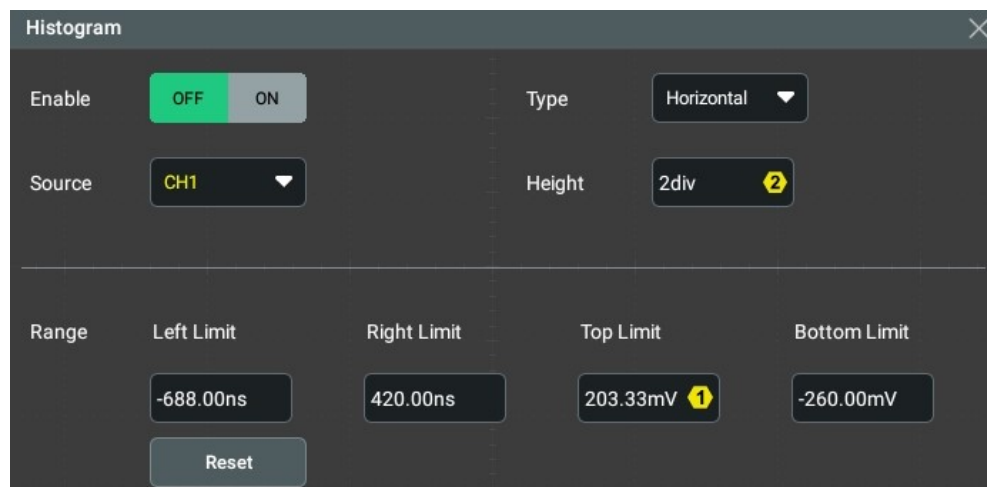 Histogram
Enable OFF ON Type Horizontal
Source CH1 Height 2div 2
Range Left Limit Right Limit Top Limit Bottom Limit
-688.00ns 420.00ns 203.33mV 1 -260.00mV
Reset